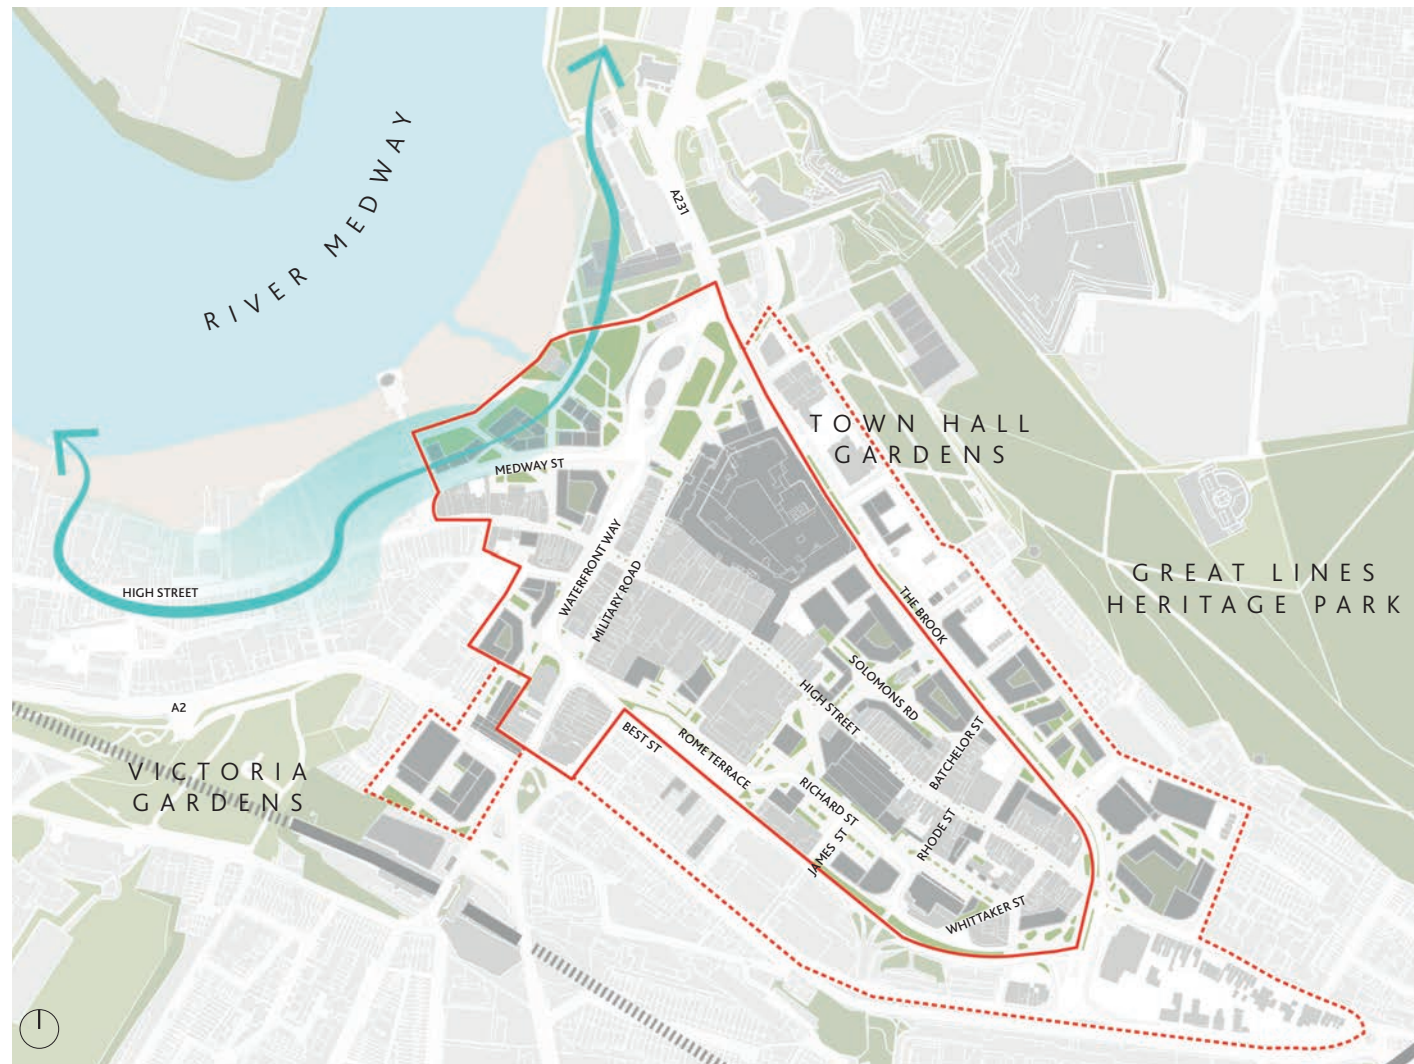 RIVER MEDWAY
A231
TOWN HALL
GARDENS
MEDWAY ST
GREAT LINES
HERITAGE PARK
HIGH STREET
WATERFRONT WAY
MILITARY ROAD
THE BROOK
SOLOMONS RD
HIGH STREET
A2
BEST ST
ROME TERRACE
BATCHELOR ST
VICTORIA
GARDENS
RICHARD ST
JAMES ST
RHODE ST
WHITTAKER ST